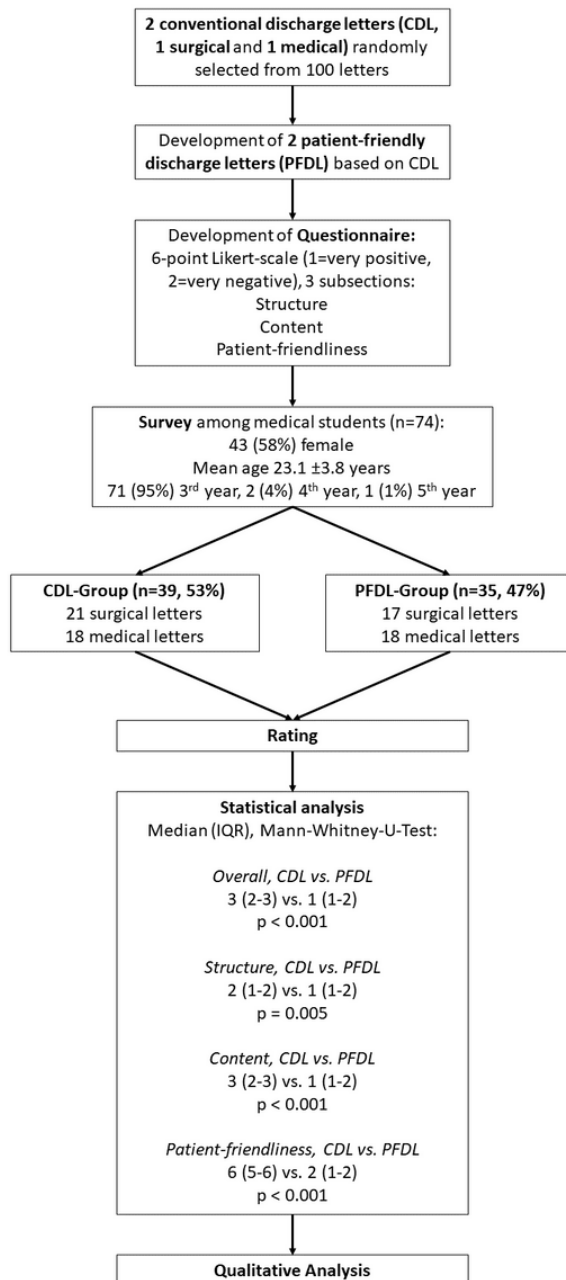 2 conventional discharge letters (CDL,
1 surgical and 1 medical) randomly
selected from 100 letters
Development of 2 patient-friendly
discharge letters (PFDL) based on CDL
Development of Questionnaire:
6-point Likert-scale (1=very positive,
2=very negative), 3 subsections:
Structure
Content
Patient-friendliness
Survey among medical students (n=74):
43 (58%) female
Mean age 23.1 ±3.8 years
71 (95%) 3rd year, 2 (4%) 4th year, 1 (1%) 5th year
CDL-Group (n=39, 53%)
21 surgical letters
18 medical letters
PFDL-Group (n=35, 47%)
17 surgical letters
18 medical letters
Rating
Statistical analysis
Median (IQR), Mann-Whitney-U-Test:
Overall, CDL vs. PFDL
3 (2-3) vs. 1 (1-2)
p < 0.001
Structure, CDL vs. PFDL
2 (1-2) vs. 1 (1-2)
p = 0.005
Content, CDL vs. PFDL
3 (2-3) vs. 1 (1-2)
p < 0.001
Patient-friendliness, CDL vs. PFDL
6 (5-6) vs. 2 (1-2)
p < 0.001
Qualitative Analysis